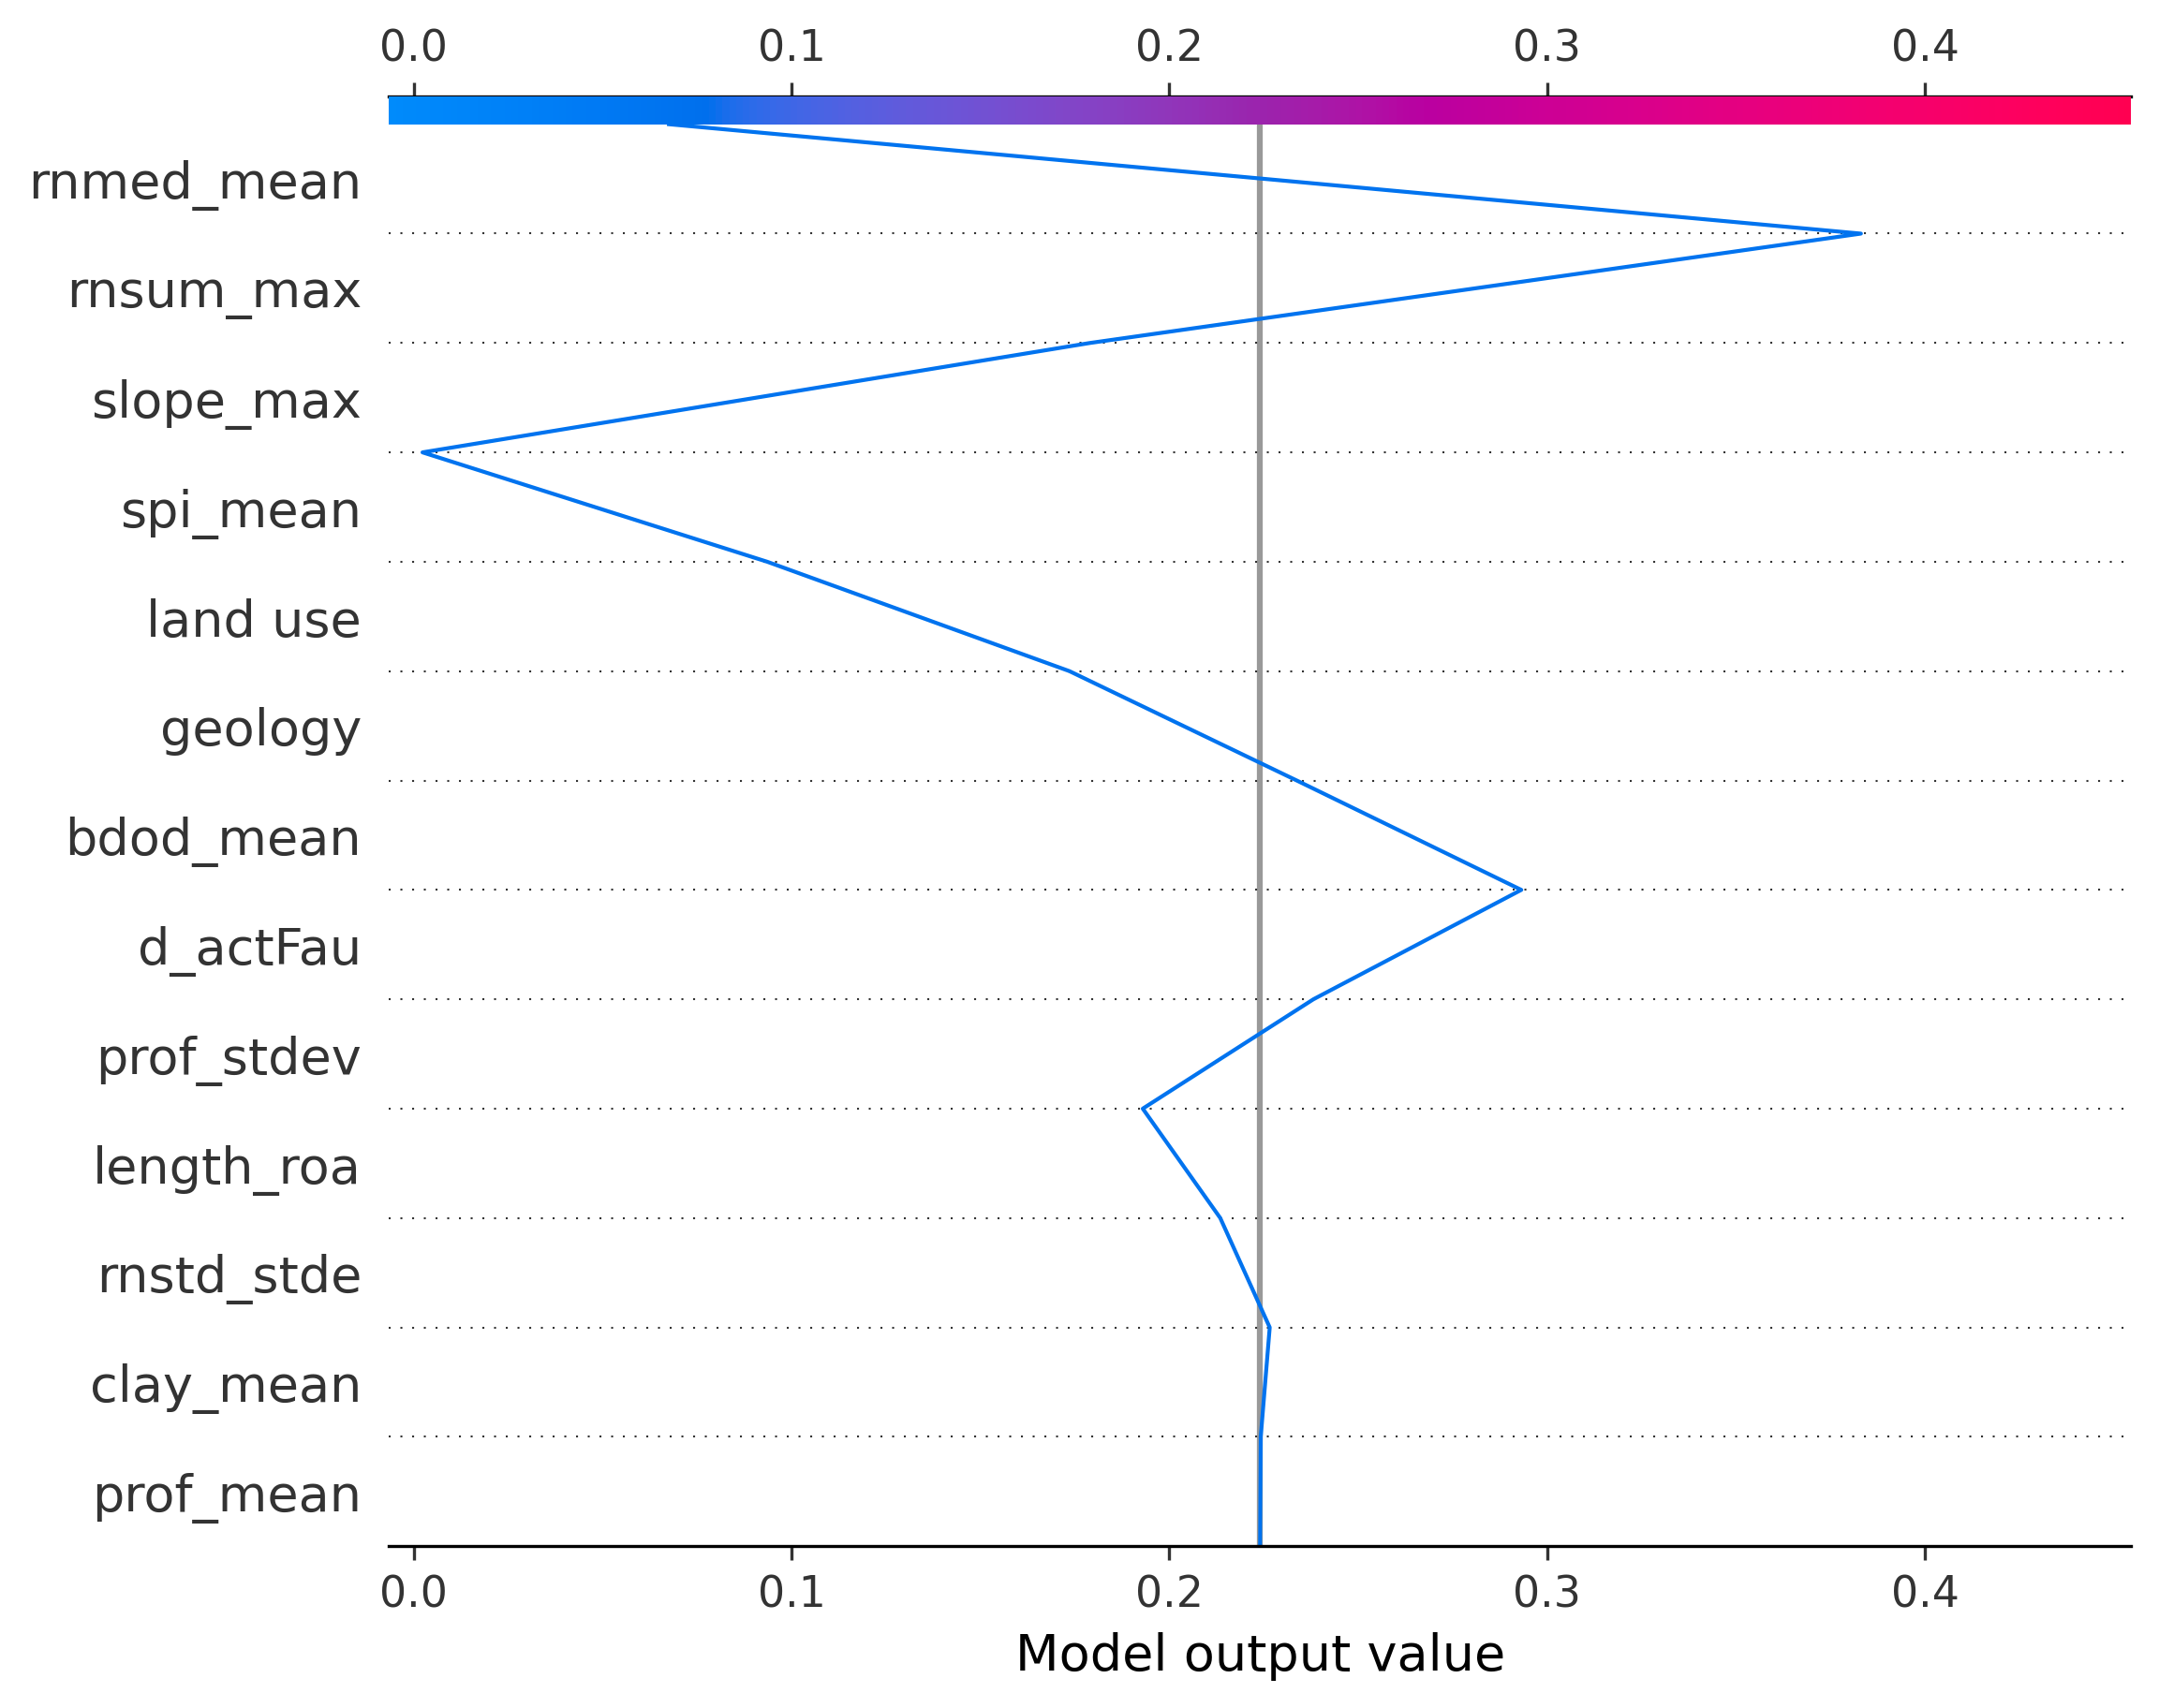 0.0 0.1 0.2 0.3 0.4
rnmed_mean
rnsum_max
slope_max
spi_mean
land use
geology
bdod_mean
d_actFau
prof_stdev
length_roa
rnstd_stde
clay_mean
prof_mean
0.0 0.1 0.2 0.3 0.4
Model output value